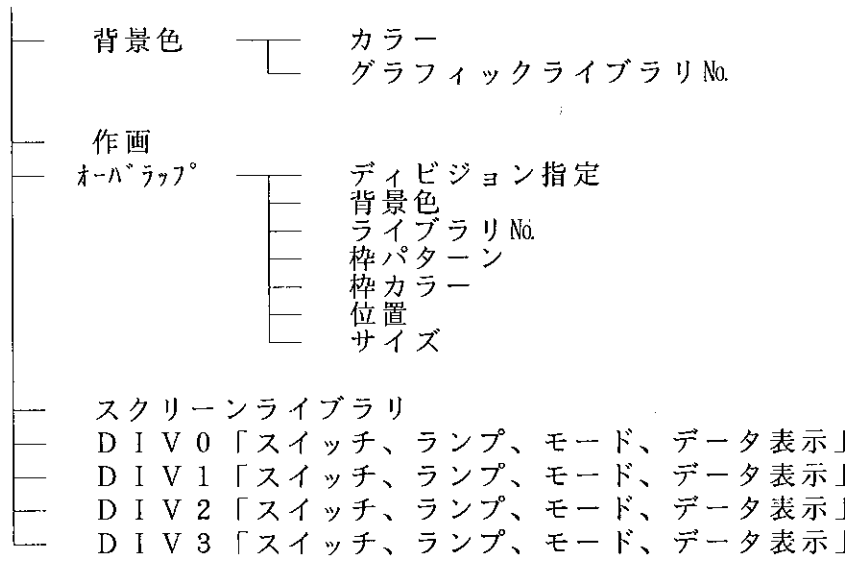 背景色 カラー
グラフィックライブラリ№
作画
ｵｰﾊﾞﾗｯﾌﾟ ディビジョン指定
背景色
ライブラリ№
枠パターン
枠カラー
位置
サイズ
スクリーンライブラリ
ＤＩＶ０「スイッチ、ランプ、モード、データ表示」
ＤＩＶ１「スイッチ、ランプ、モード、データ表示」
ＤＩＶ２「スイッチ、ランプ、モード、データ表示」
ＤＩＶ３「スイッチ、ランプ、モード、データ表示」